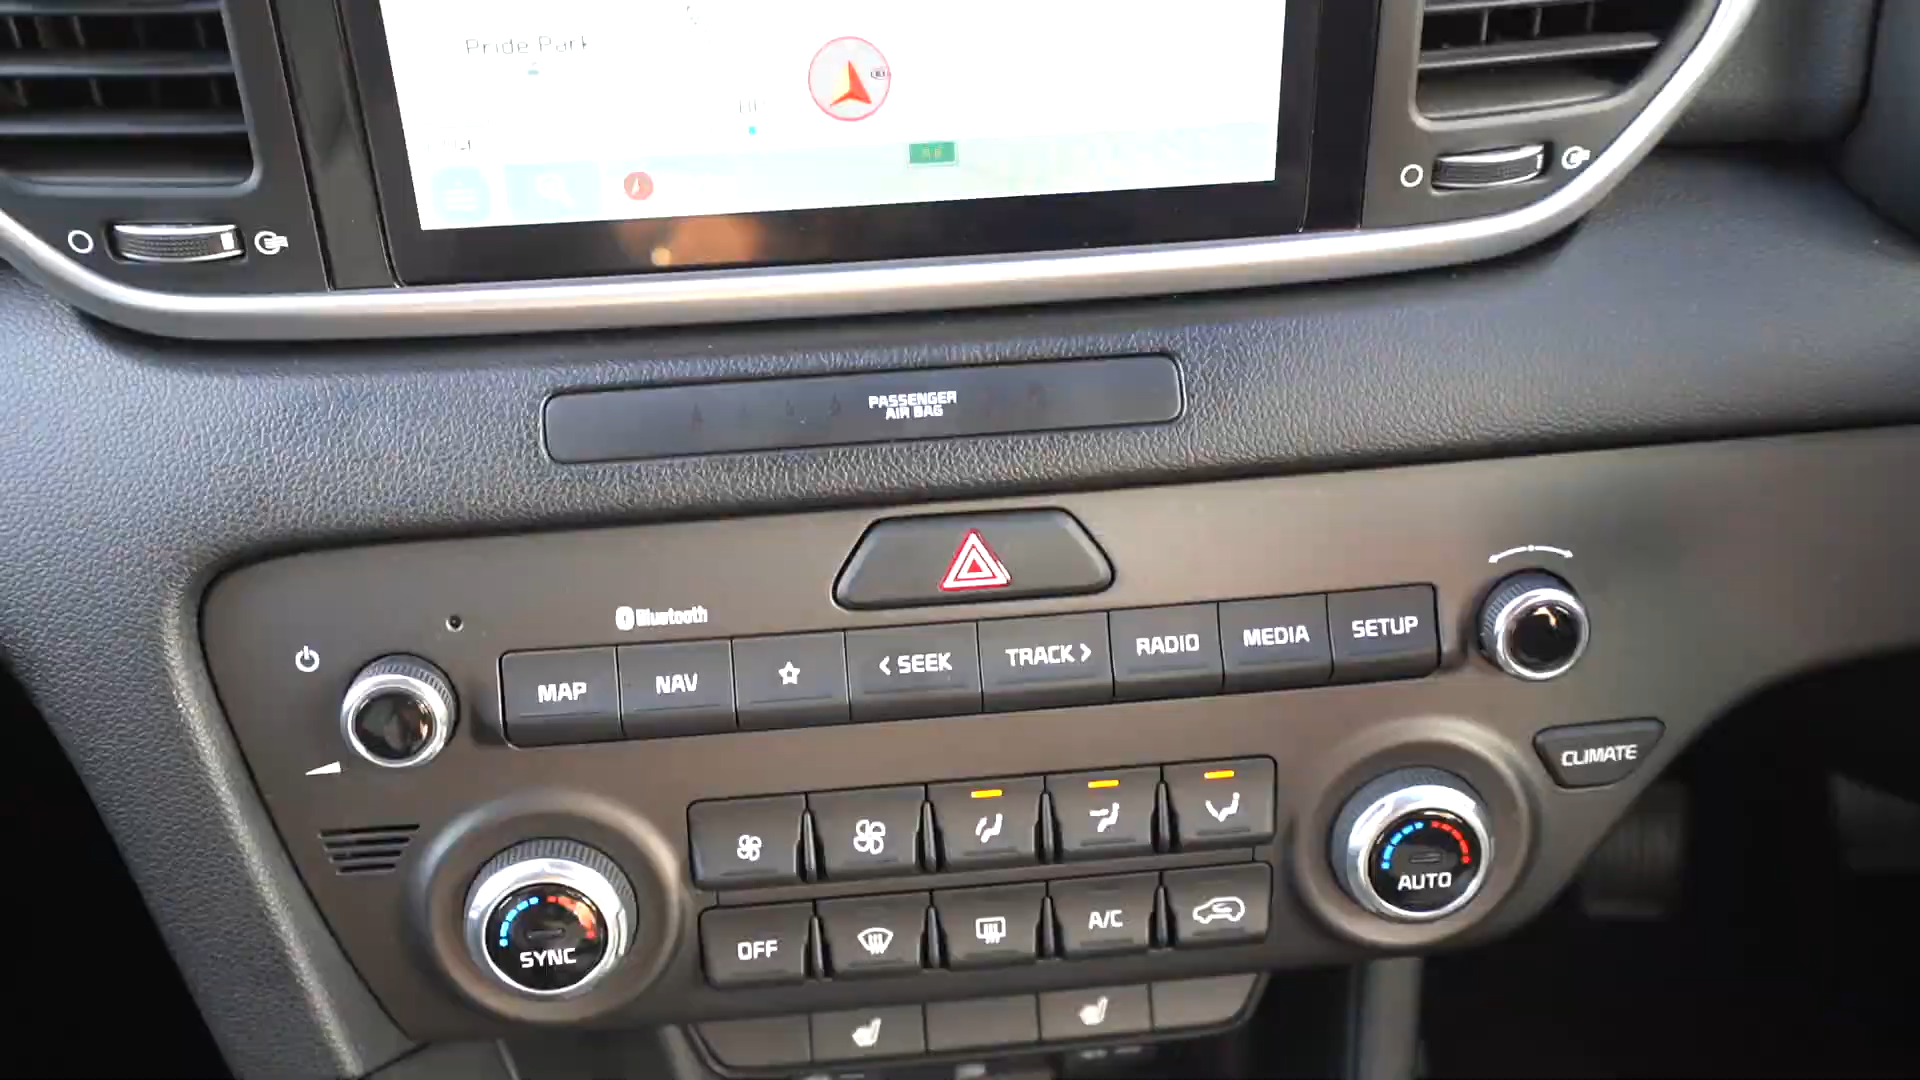 Pride Park
PASSENGER
AIR BAG
Bluetooth
MAP
NAV
< SEEK
TRACK >
RADIO
MEDIA
SETUP
CLIMATE
SYNC
OFF
A/C
AUTO